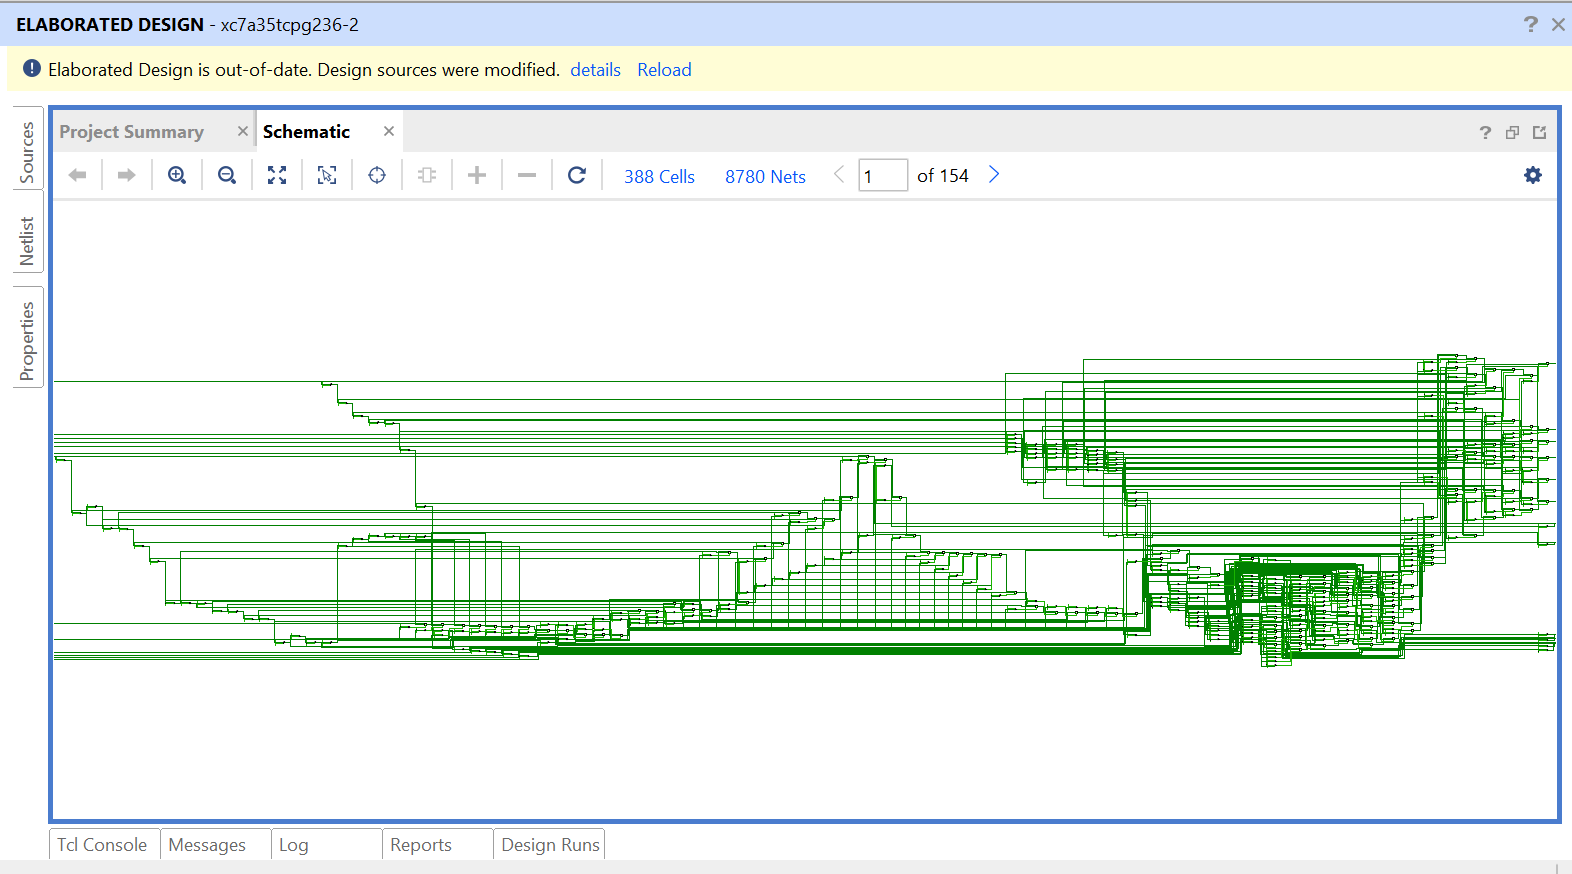 ELABORATED DESIGN - xc7a35tcpg236-2
Elaborated Design is out-of-date. Design sources were modified. details Reload
Sources
Netlist
Properties
Project Summary Schematic
388 Cells 8780 Nets 1 of 154
Tcl Console Messages Log Reports Design Runs